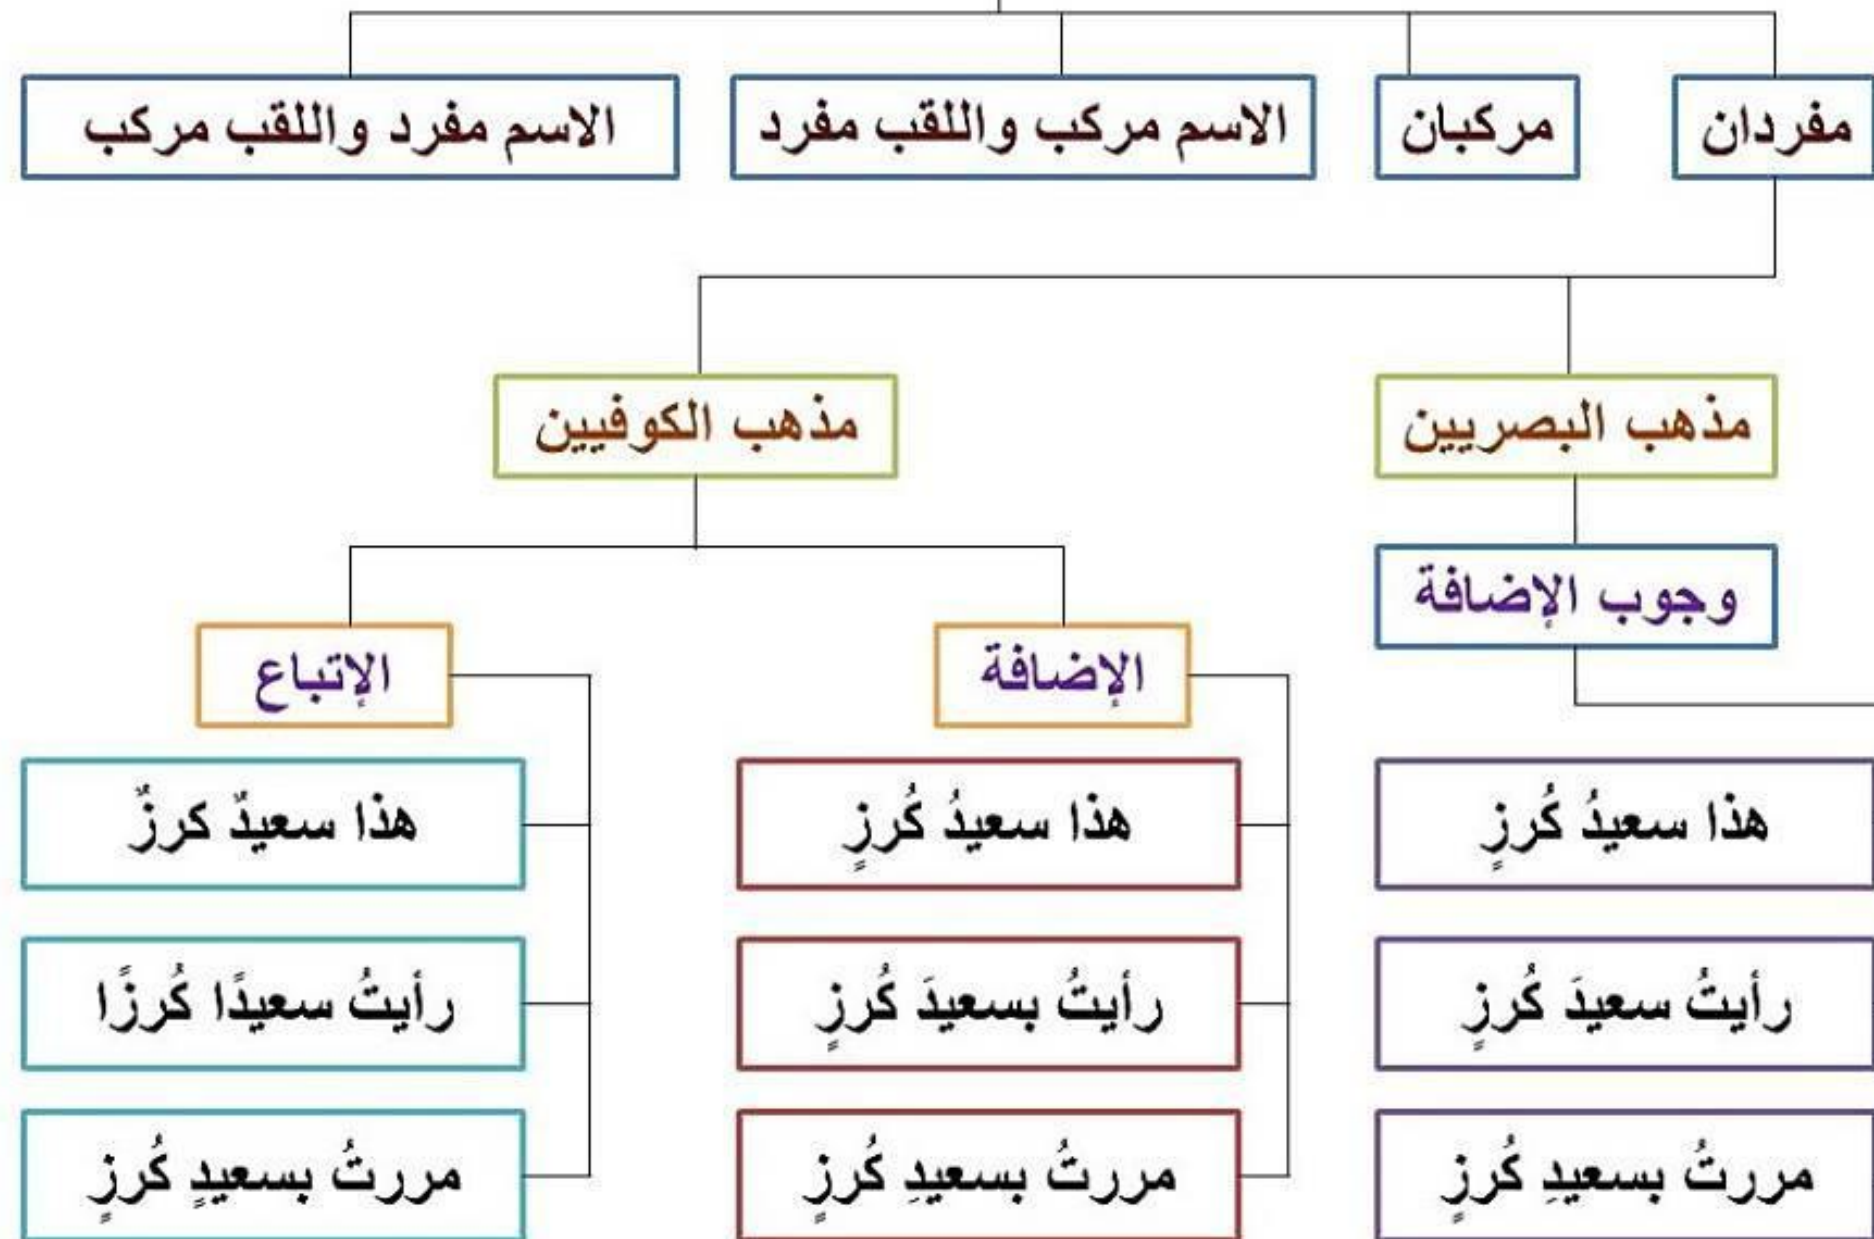 مفردان
مركبان
الاسم مركب واللقب مفرد
الاسم مفرد واللقب مركب
مذهب البصريين
مذهب الكوفيين
وجوب الإضافة
الإضافة
الإتباع
هذا سعيدُ كُرزٍ
هذا سعيدُ كُرزٍ
هذا سعيدٌ كرزٌ
رأيتُ سعيدَ كُرزٍ
رأيتُ بسعيدَ كُرزٍ
رأيتُ سعيدًا كُرزًا
مررتُ بسعيدِ كُرزٍ
مررتُ بسعيدِ كُرزٍ
مررتُ بسعيدٍ كُرزٍ